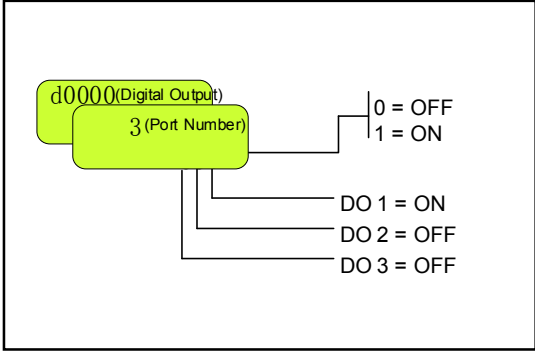 d0000(Digital Output)
3(Port Number)
0 = OFF
1 = ON
DO 1 = ON
DO 2 = OFF
DO 3 = OFF